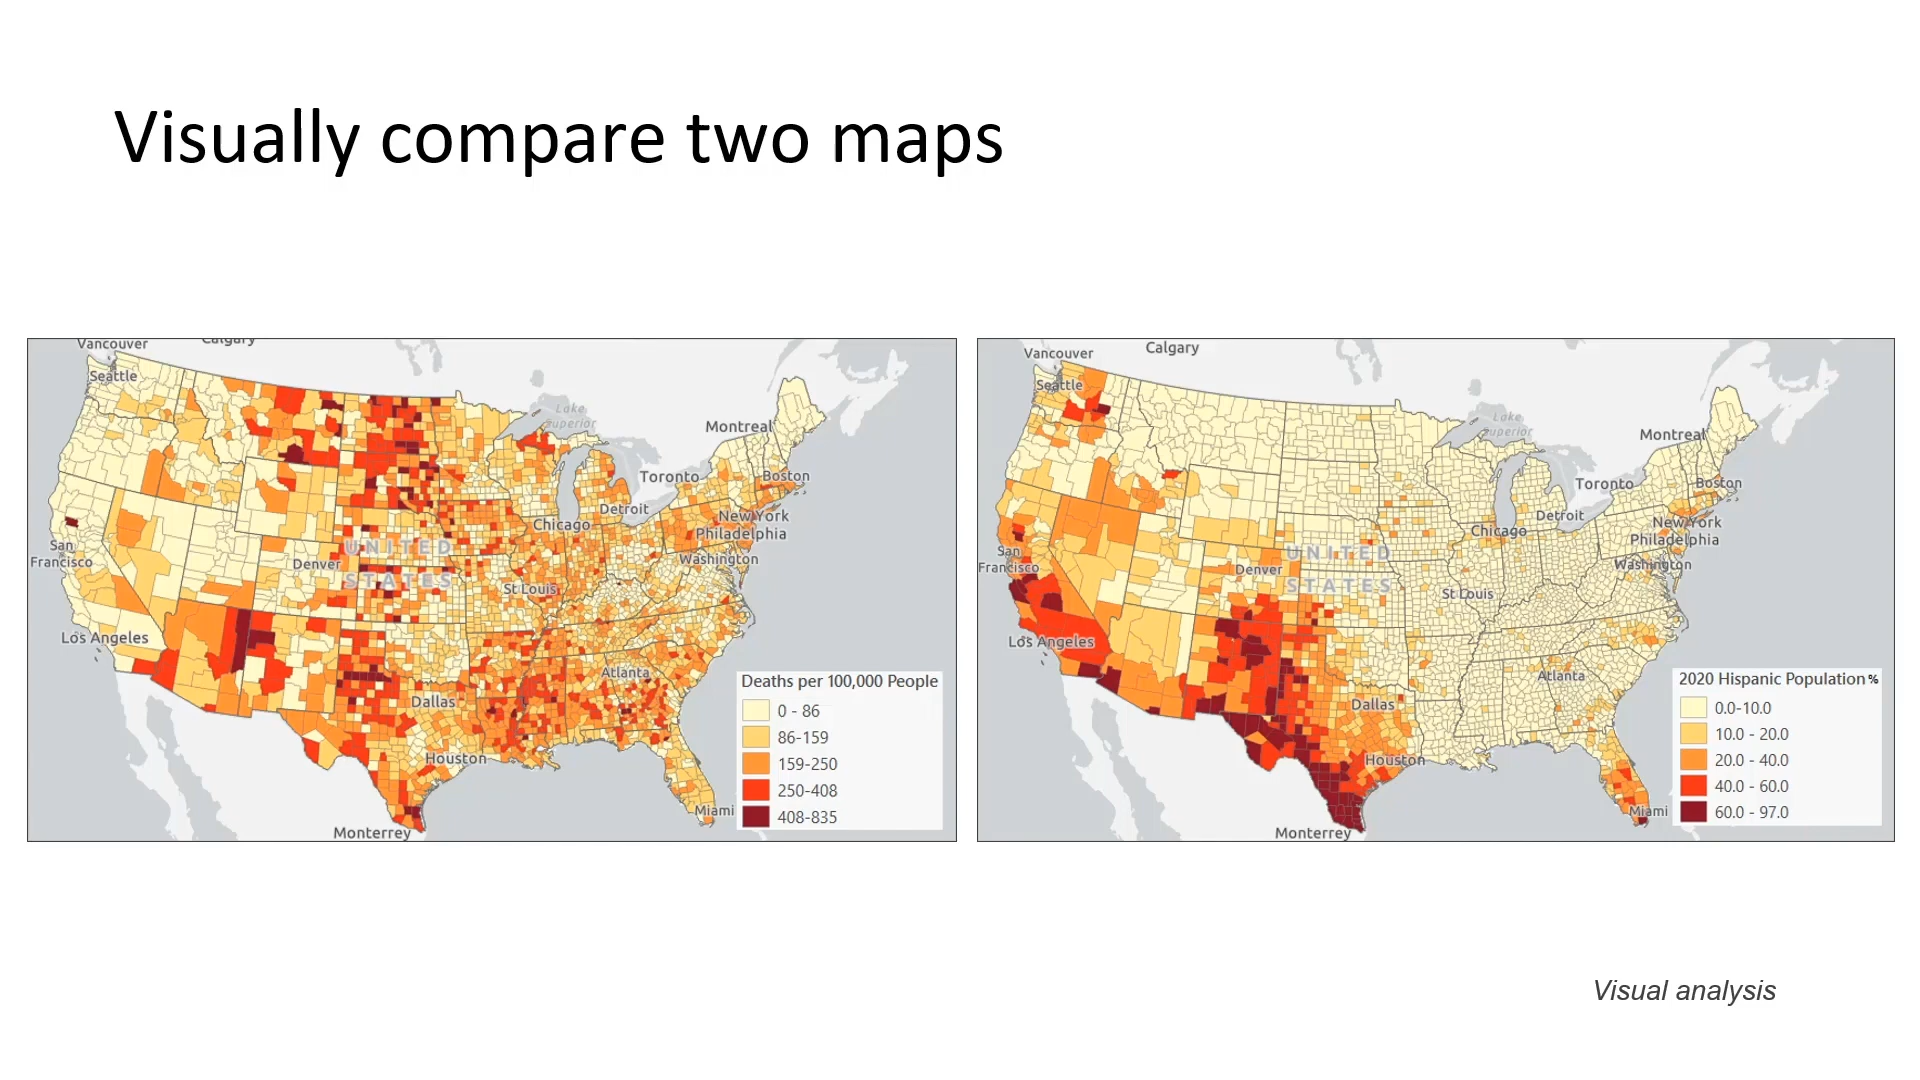 Visually compare two maps
Vancouver
Calgary
Seattle
Lake
Superior
Montreal
Toronto
Boston
Detroit
Chicago
New York
Philadelphia
San
Francisco
Denver
UNITED
STATES
Washington
St Louis
Los Angeles
Atlanta
Dallas
Houston
Miami
Monterrey
Deaths per 100,000 People
0 - 86
86-159
159-250
250-408
408-835
Vancouver
Calgary
Seattle
Lake
Superior
Montreal
Toronto
Boston
Detroit
Chicago
New York
Philadelphia
San
Francisco
Denver
UNITED
STATES
Washington
St Louis
Los Angeles
Atlanta
Dallas
Houston
Miami
Monterrey
2020 Hispanic Population %
0.0-10.0
10.0 - 20.0
20.0 - 40.0
40.0 - 60.0
60.0 - 97.0
Visual analysis